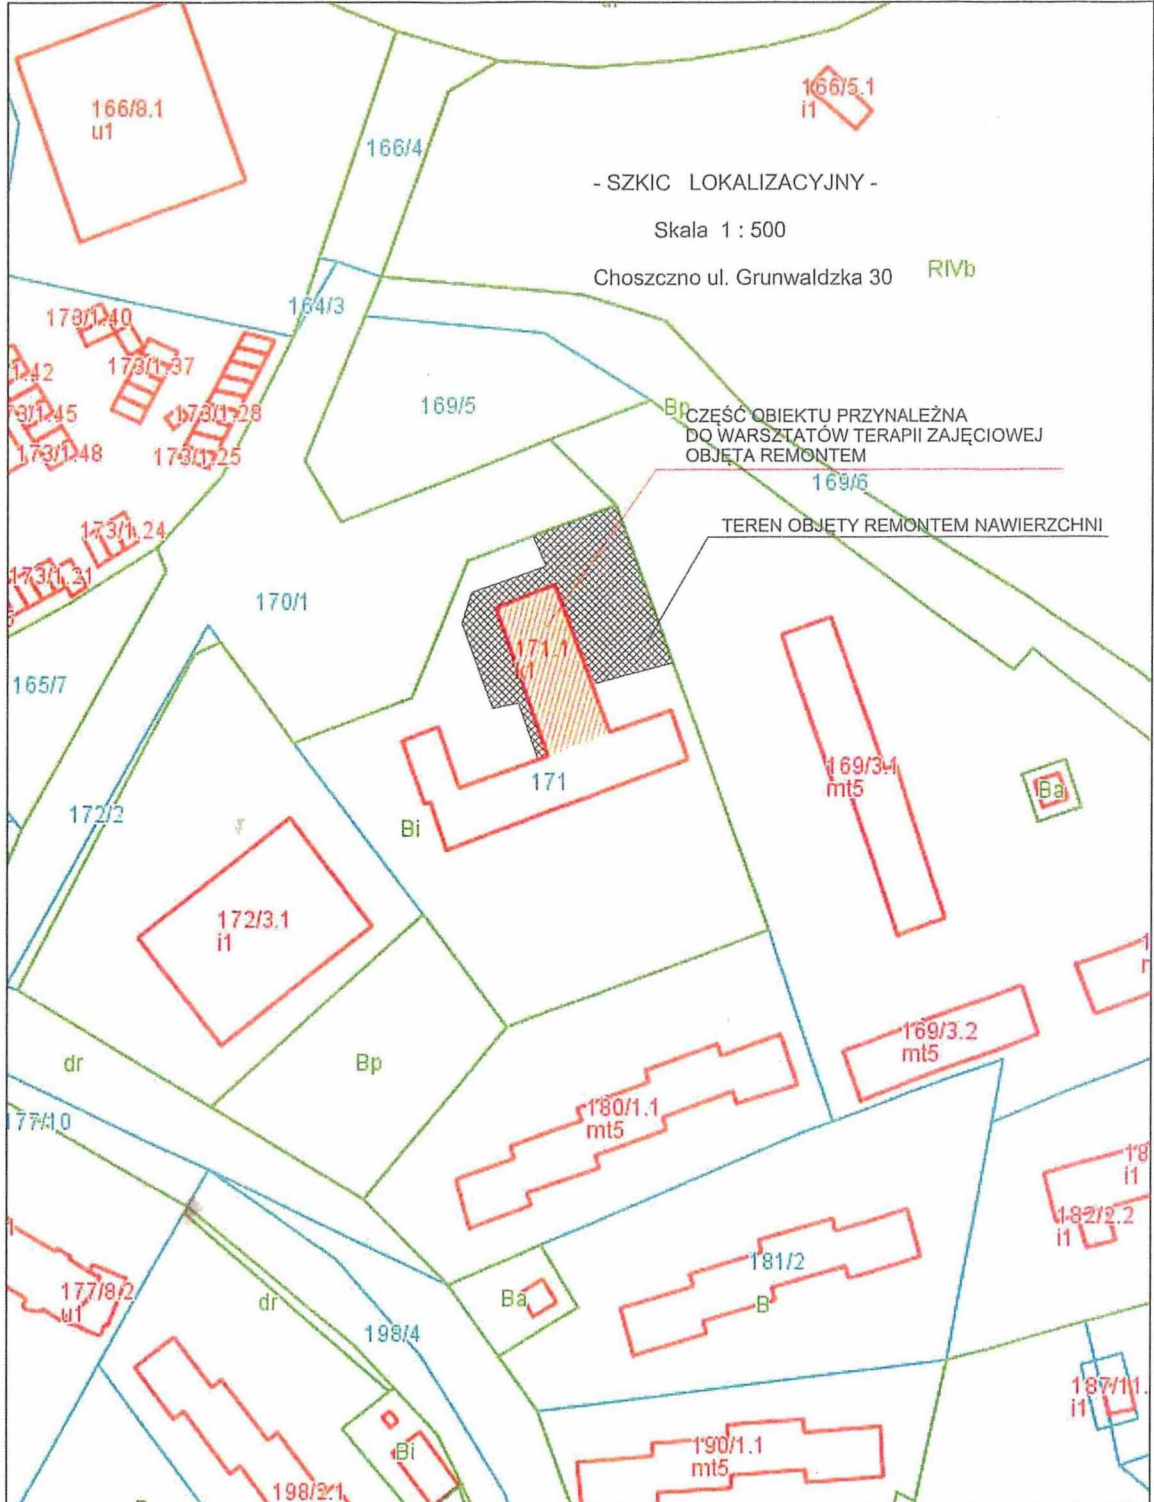 166/8.1
u1
166/4
166/5.1
i1
- SZKIC LOKALIZACYJNY -
Skala 1 : 500
Choszczno ul. Grunwaldzka 30
RIVb
164/3
173/1.40
173/1.37
173/1.28
173/1.48
173/1.25
169/5
Bp
CZĘŚĆ OBIEKTU PRZYNALEŻNA
DO WARSZTATÓW TERAPII ZAJĘCIOWEJ
OBJĘTA REMONTEM
169/6
TEREN OBJĘTY REMONTEM NAWIERZCHNI
173/1.24
173/1.21
170/1
171.1
165/7
171
169/3.1
mt5
Ba
172/2
Bi
172/3.1
i1
169/3.2
mt5
dr
Bp
180/1.1
mt5
177/10
182/2.2
i1
177/8.2
u1
dr
198/4
Ba
181/2
B
187/11.
i1
190/1.1
mt5
Bi
198/2.1